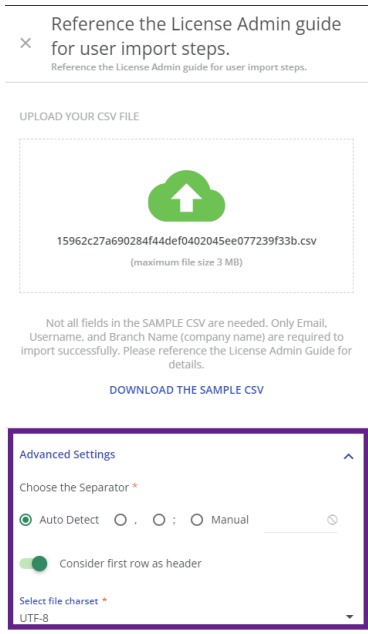 Reference the License Admin guide
for user import steps.
Reference the License Admin guide for user import steps.
UPLOAD YOUR CSV FILE
15962c27a690284f44def0402045ee077239f33b.csv
(maximum file size 3 MB)
Not all fields in the SAMPLE CSV are needed. Only Email,
Username, and Branch Name (company name) are required to
import successfully. Please reference the License Admin Guide for
details.
DOWNLOAD THE SAMPLE CSV
Advanced Settings
Choose the Separator *
Auto Detect , ; Manual
Consider first row as header
Select file charset *
UTF-8